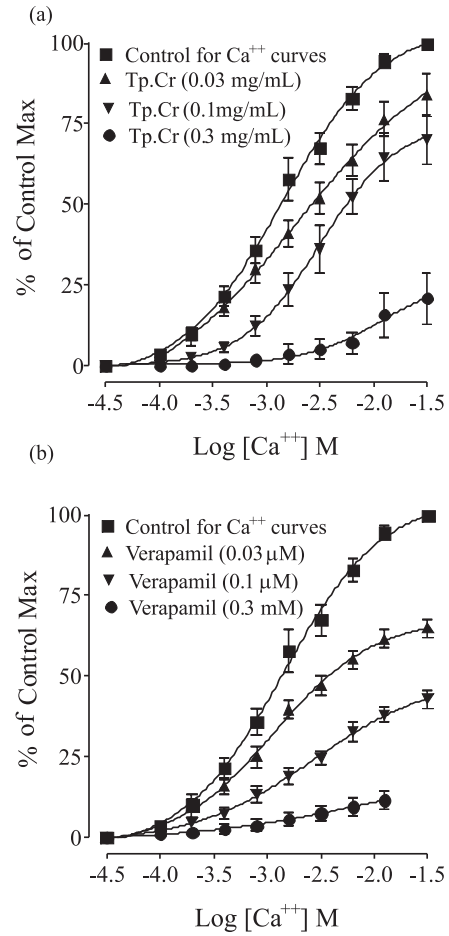 (a)
100
75
50
25
0
% of Control Max
Control for Ca⁺⁺ curves
Tp.Cr (0.03 mg/mL)
Tp.Cr (0.1mg/mL)
Tp.Cr (0.3 mg/mL)
-4.5 -4.0 -3.5 -3.0 -2.5 -2.0 -1.5
Log [Ca⁺⁺] M
(b)
100
75
50
25
0
% of Control Max
Control for Ca⁺⁺ curves
Verapamil (0.03 µM)
Verapamil (0.1 µM)
Verapamil (0.3 mM)
-4.5 -4.0 -3.5 -3.0 -2.5 -2.0 -1.5
Log [Ca⁺⁺] M